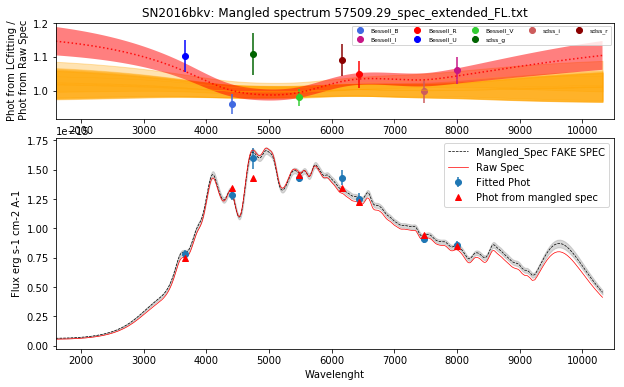 SN2016bkv: Mangled spectrum 57509.29_spec_extended_FL.txt
Phot from LCfitting /
Phot from Raw Spec
1.2
1.1
1.0
Bessell_B
Bessell_I
Bessell_R
Bessell_U
Bessell_V
sdss_g
sdss_i
sdss_r
2000 3000 4000 5000 6000 7000 8000 9000 10000
1e−15
Flux erg s-1 cm-2 A-1
1.75
1.50
1.25
1.00
0.75
0.50
0.25
0.00
Mangled_Spec FAKE SPEC
Raw Spec
Fitted Phot
Phot from mangled spec
2000 3000 4000 5000 6000 7000 8000 9000 10000
Wavelenght